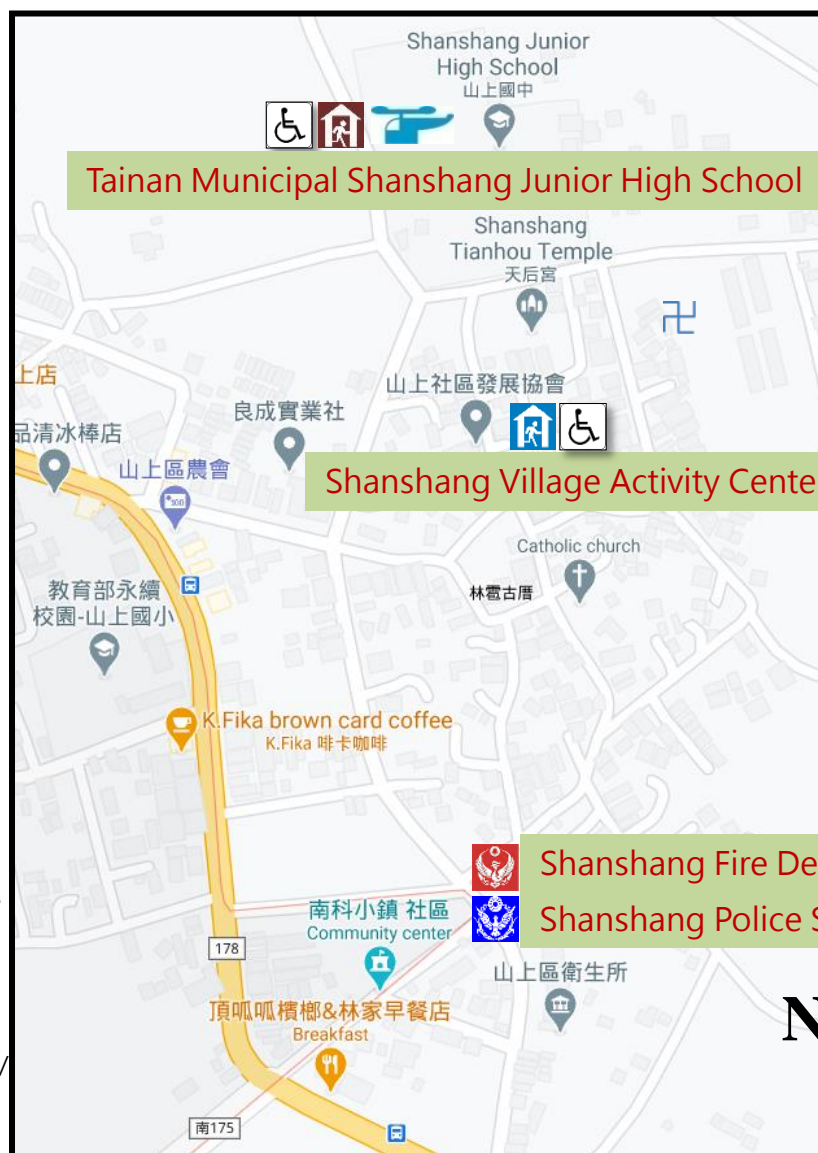 Shanshang Junior
High School
山上國中
Tainan Municipal Shanshang Junior High School
Shanshang
Tianhou Temple
天后宮
卍
上店
山上社區發展協會
良成實業社
品清冰棒店
山上區農會
Shanshang Village Activity Cente
Catholic church
林雹古厝
教育部永續
校園-山上國小
K.Fika brown card coffee
K.Fika 啡卡咖啡
Shanshang Fire De
南科小鎮 社區
Community center
Shanshang Police S
178
山上區衛生所
頂呱呱檳榔&林家早餐店
Breakfast
N
/
南175